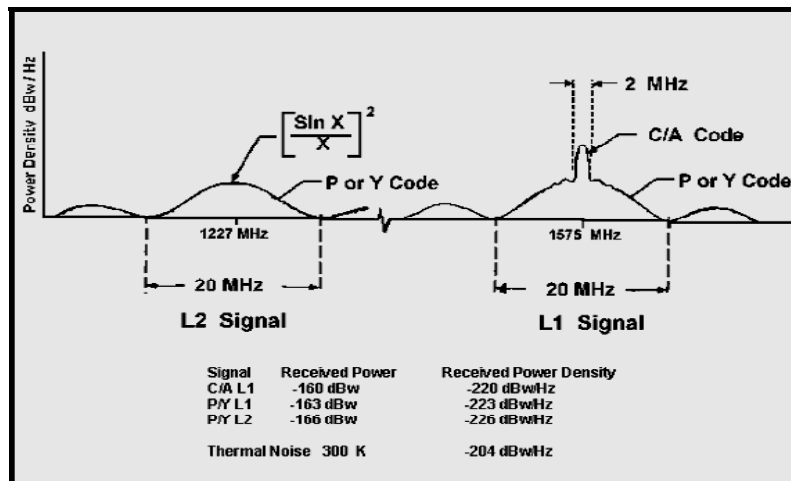 Power Density dBw / Hz
2 MHz
[Sin X / X]²
C/A Code
P or Y Code
P or Y Code
1227 MHz
1575 MHz
20 MHz
20 MHz
L2 Signal
L1 Signal
Signal Received Power Received Power Density
C/A L1 -160 dBw -220 dBw/Hz
P/Y L1 -163 dBw -223 dBw/Hz
P/Y L2 -166 dBw -226 dBw/Hz
Thermal Noise 300 K -204 dBw/Hz